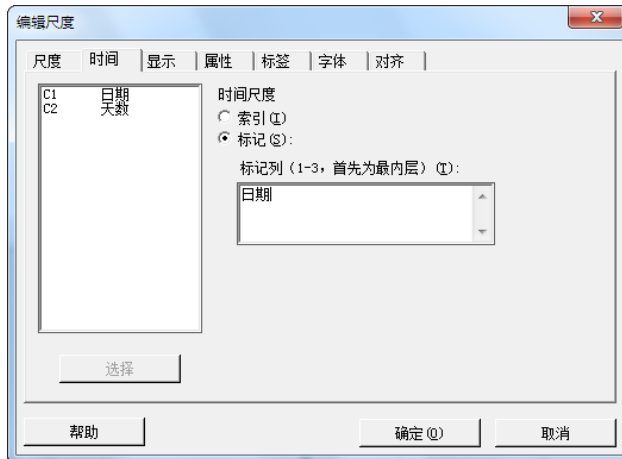 编辑尺度
尺度 时间 显示 属性 标签 字体 对齐
C1 日期
C2 天数
时间尺度
索引(I)
标记(S):
标记列(1-3，首先为最内层)(I):
日期
选择
帮助 确定(O) 取消